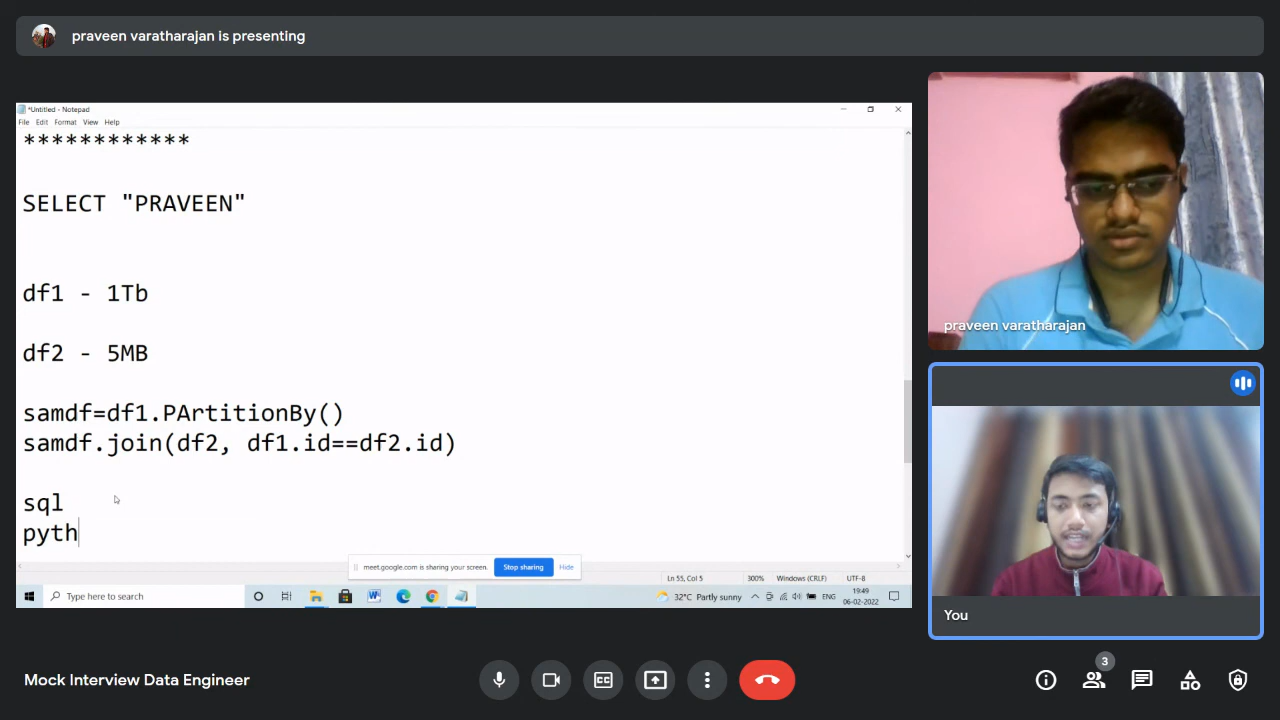 praveen varatharajan is presenting
*Untitled - Notepad
File Edit Format View Help
***********
SELECT "PRAVEEN"
df1 - 1Tb
df2 - 5MB
samdf=df1.PArtitionBy()
samdf.join(df2, df1.id==df2.id)
sql
pyth
meet.google.com is sharing your screen. Stop sharing Hide
Ln 55, Col 5 300% Windows (CRLF) UTF-8
Type here to search
32°C Partly sunny
ENG
19:49
06-02-2022
praveen varatharajan
You
Mock Interview Data Engineer
3